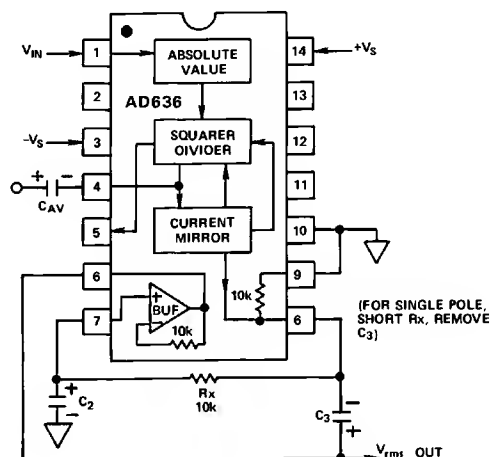 V_IN
1
ABSOLUTE
VALUE
14
+V_S
2
AD636
13
-V_S
3
SQUARER
OIVIOER
12
+ -
4
C_AV
11
5
CURRENT
MIRROR
10
6
9
10k
(FOR SINGLE POLE,
SHORT Rx, REMOVE
C3)
7
+
BUF
-
10k
6
+
C2
-
Rx
10k
-
C3
+
V_rms OUT